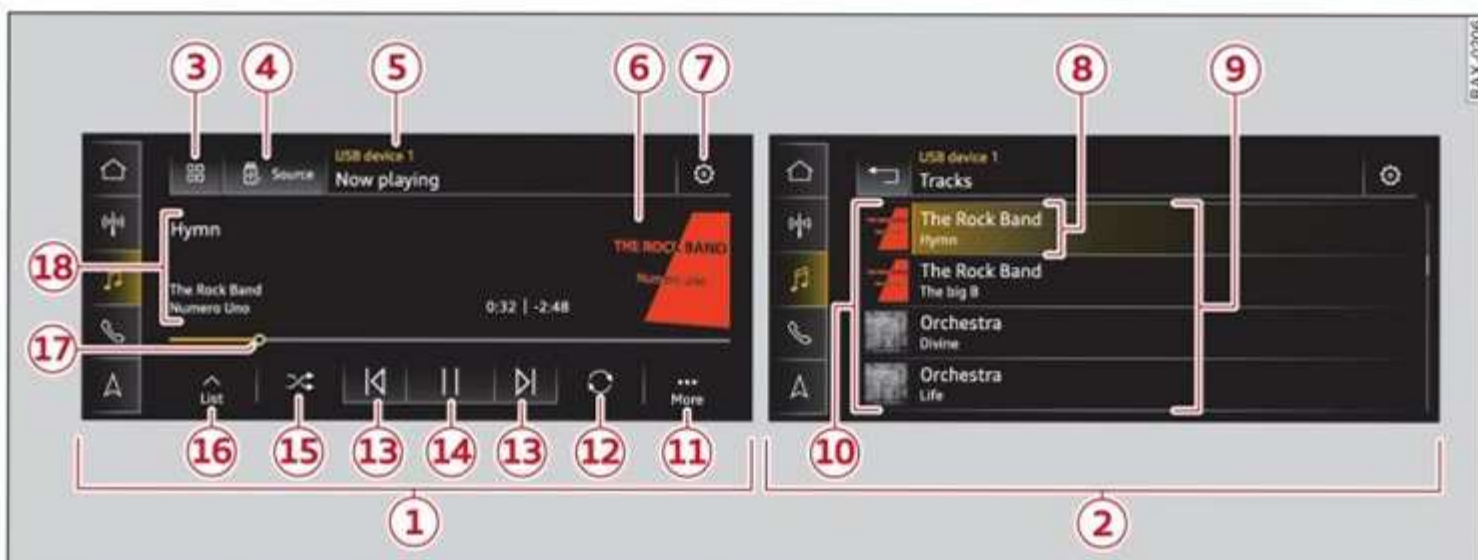 3
4
5
6
7
8
9
USB device 1
Source
Now playing
Hymn
THE ROCK BAND
Numero Uno
18
The Rock Band
Numero Uno
0:32 | -2:48
17
List
More
16
15
13
14
13
12
11
1
USB device 1
Tracks
The Rock Band
Hymn
The Rock Band
The big B
Orchestra
Divine
Orchestra
Life
10
2